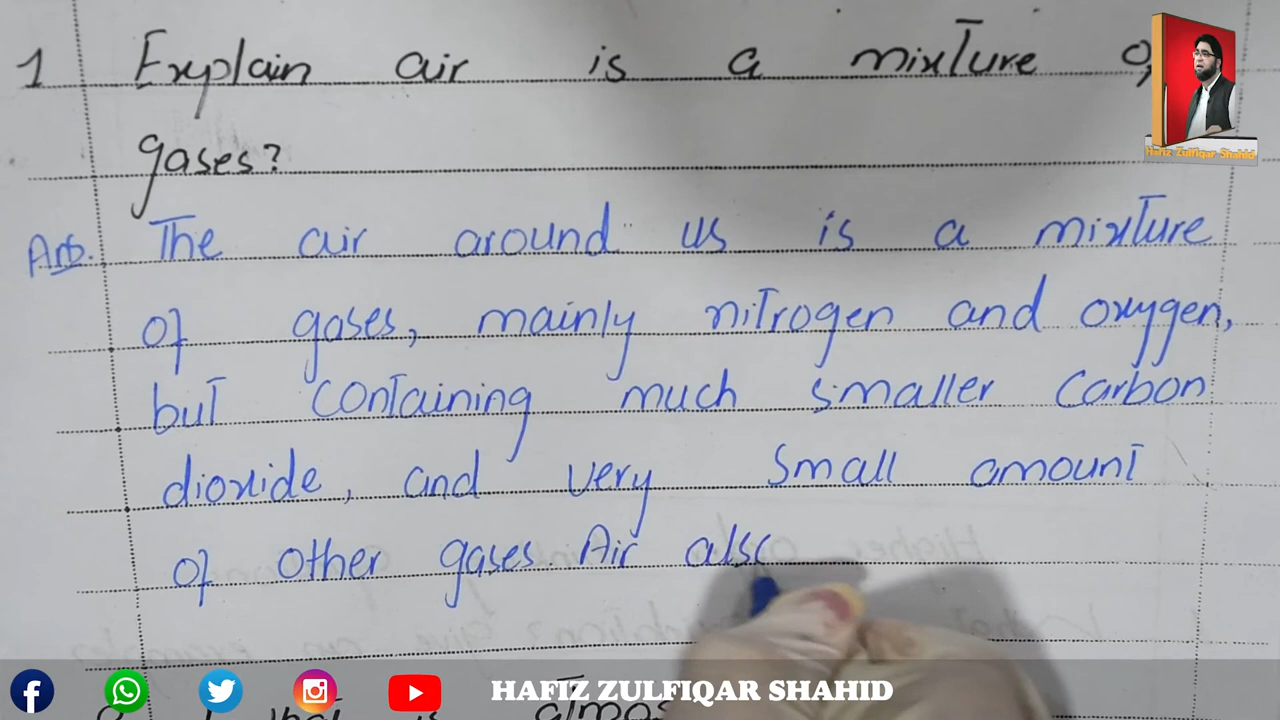 1 Explain air is a mixture of
gases?
Hafiz Zulfiqar Shahid
Ans. The air around us is a mixture
of gases, mainly nitrogen and oxygen,
but containing much smaller carbon
dioxide, and very small amount
of other gases. Air also
HAFIZ ZULFIQAR SHAHID
is atmos